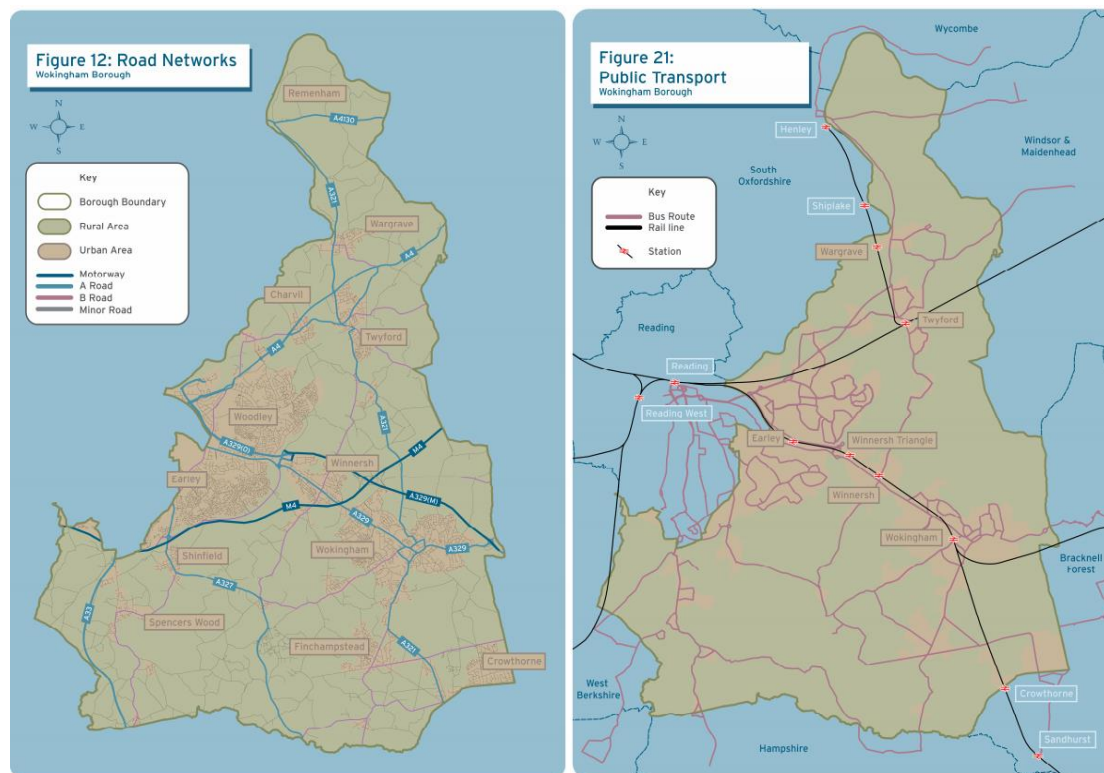 Figure 12: Road Networks
Wokingham Borough
N
W E
S
Key
Borough Boundary
Rural Area
Urban Area
Motorway
A Road
B Road
Minor Road
Remenham
A4130
A321
Wargrave
A4
Charvil
A4
Twyford
Woodley
A321
A329(D)
M4
Earley
Winnersh
A329(M)
M4
A329
Wokingham
A329
Shinfield
A327
A33
Spencers Wood
Finchampstead
A321
Crowthorne
Figure 21:
Public Transport
Wokingham Borough
N
W E
S
Key
Bus Route
Rail line
Station
Wycombe
Henley
Windsor &
Maidenhead
South
Oxfordshire
Shiplake
Wargrave
Twyford
Reading
Reading
Reading West
Earley
Winnersh Triangle
Winnersh
Wokingham
Bracknell
Forest
West
Berkshire
Crowthorne
Sandhurst
Hampshire